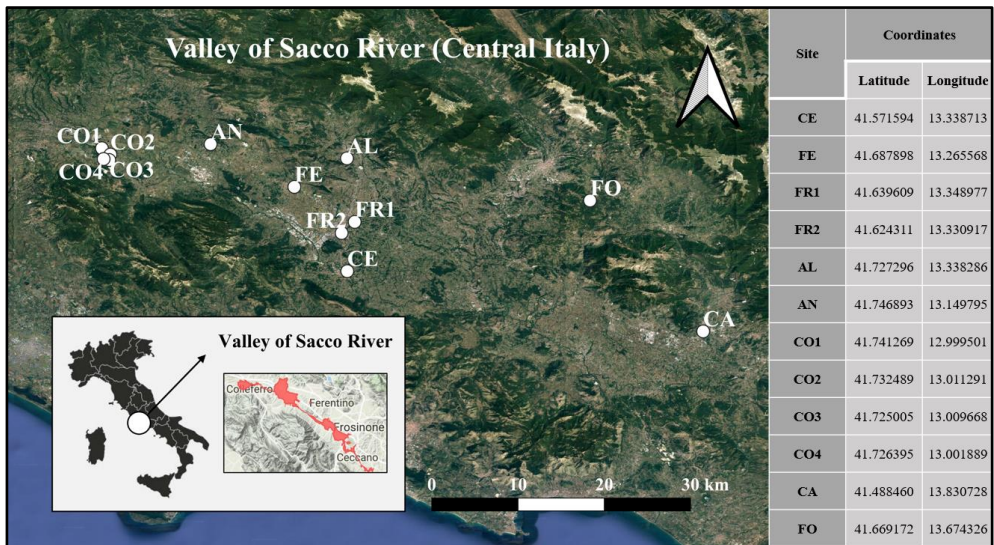 Valley of Sacco River (Central Italy)
CO1
CO2
CO4
CO3
AN
AL
FE
FO
FR1
FR2
CE
CA
Valley of Sacco River
Colleferro
Ferentino
Frosinone
Ceccano
0 10 20 30 km
Site Coordinates
Latitude Longitude
CE 41.571594 13.338713
FE 41.687898 13.265568
FR1 41.639609 13.348977
FR2 41.624311 13.330917
AL 41.727296 13.338286
AN 41.746893 13.149795
CO1 41.741269 12.999501
CO2 41.732489 13.011291
CO3 41.725005 13.009668
CO4 41.726395 13.001889
CA 41.488460 13.830728
FO 41.669172 13.674326